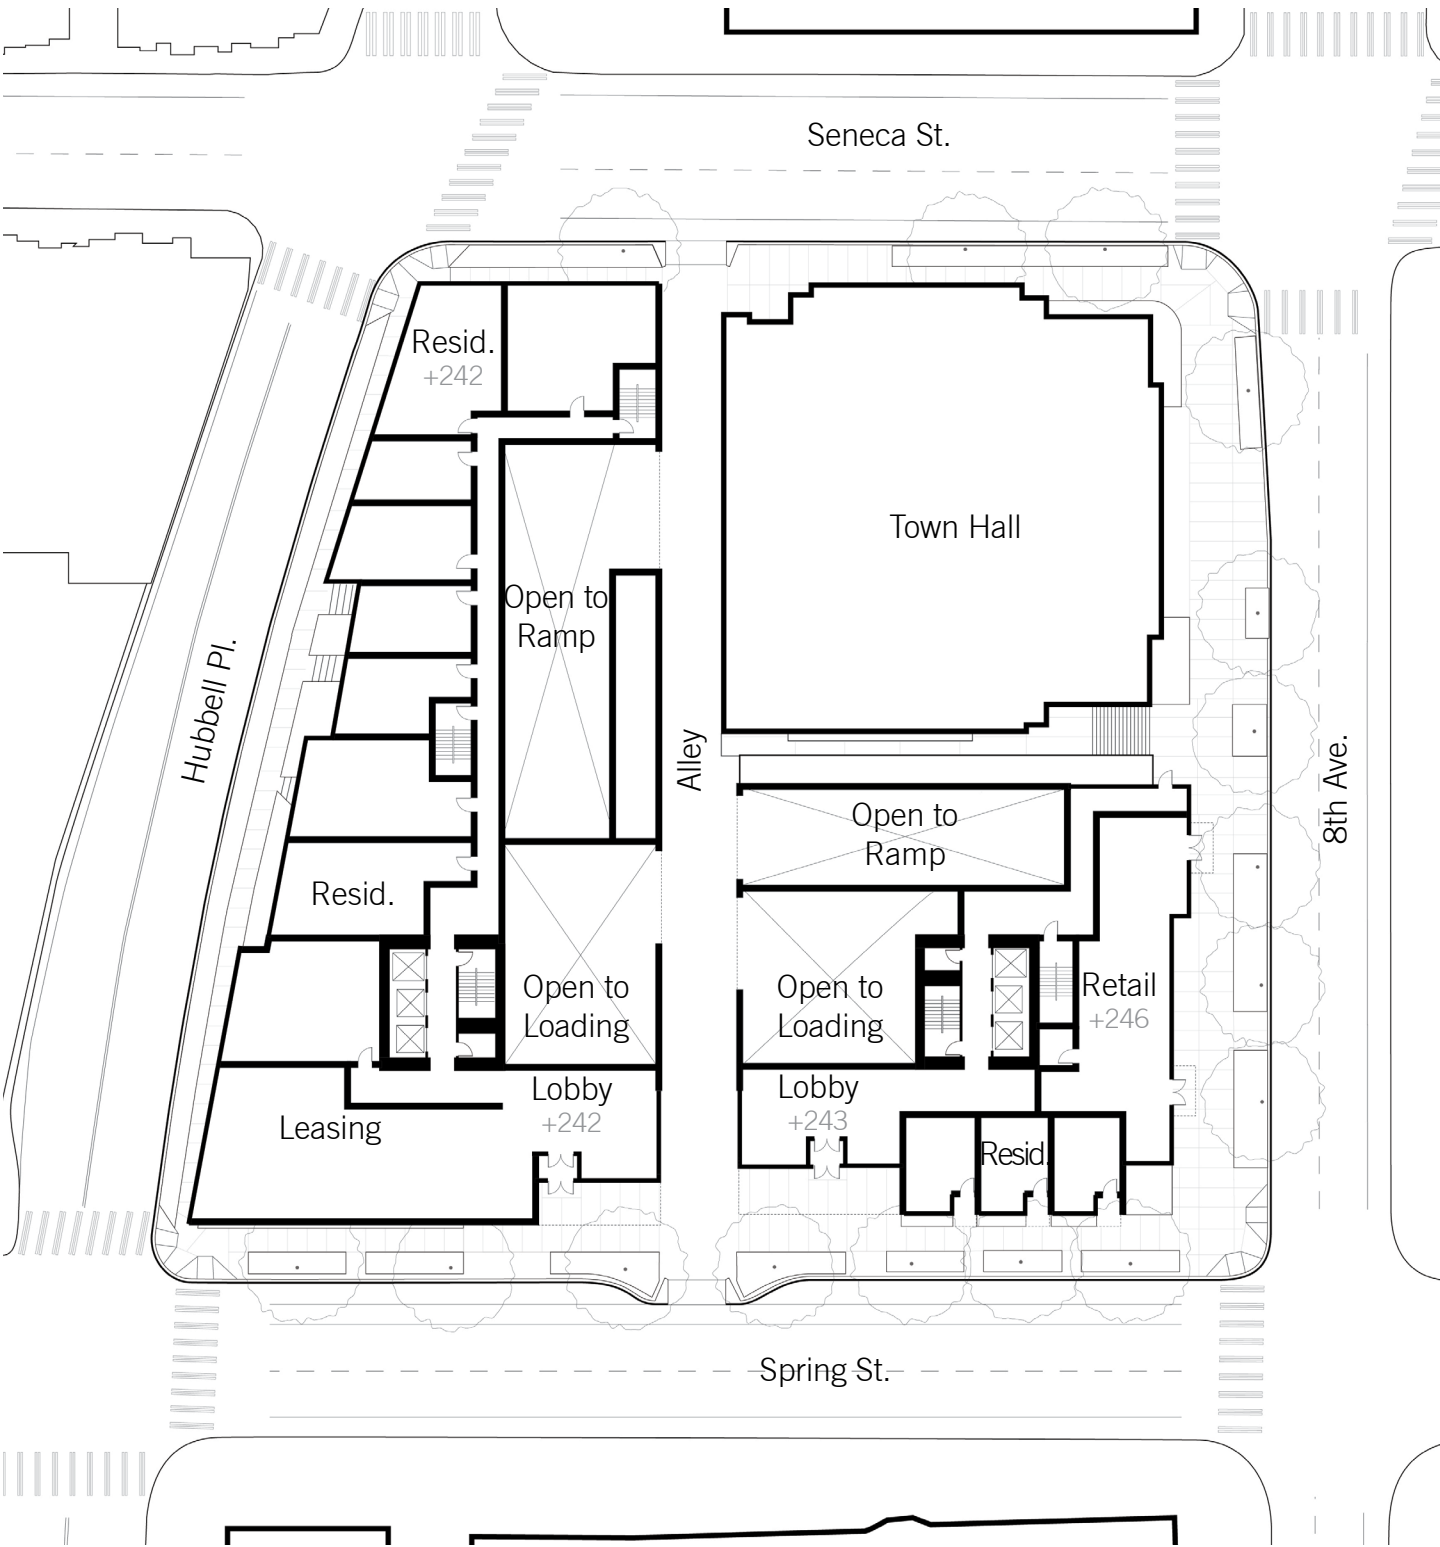 Seneca St.
Resid.
+242
Town Hall
Open to
Ramp
Hubbell Pl.
Alley
8th Ave.
Open to
Ramp
Resid.
Open to
Loading
Open to
Loading
Retail
+246
Lobby
+242
Lobby
+243
Leasing
Resid.
Spring St.